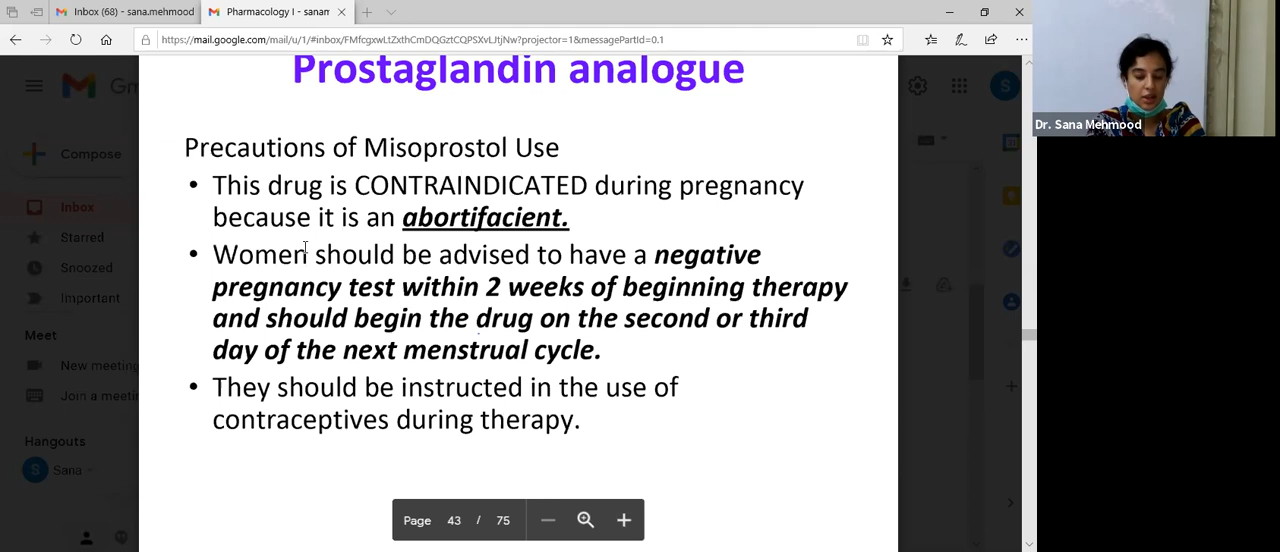 Inbox (68) - sana.mehmood
Pharmacology I - sanam
https://mail.google.com/mail/u/1/#inbox/FMfcgxwLtZxthCmDQGztCQPSXvLJtjNw?projector=1&messagePartId=0.1
Prostaglandin analogue
Precautions of Misoprostol Use
• This drug is CONTRAINDICATED during pregnancy
because it is an abortifacient.
• Women should be advised to have a negative
pregnancy test within 2 weeks of beginning therapy
and should begin the drug on the second or third
day of the next menstrual cycle.
• They should be instructed in the use of
contraceptives during therapy.
Page 43 / 75
Gm
Compose
Inbox
Starred
Snoozed
Important
Meet
New meeting
Join a meetin
Hangouts
S Sana
S
Dr. Sana Mehmood